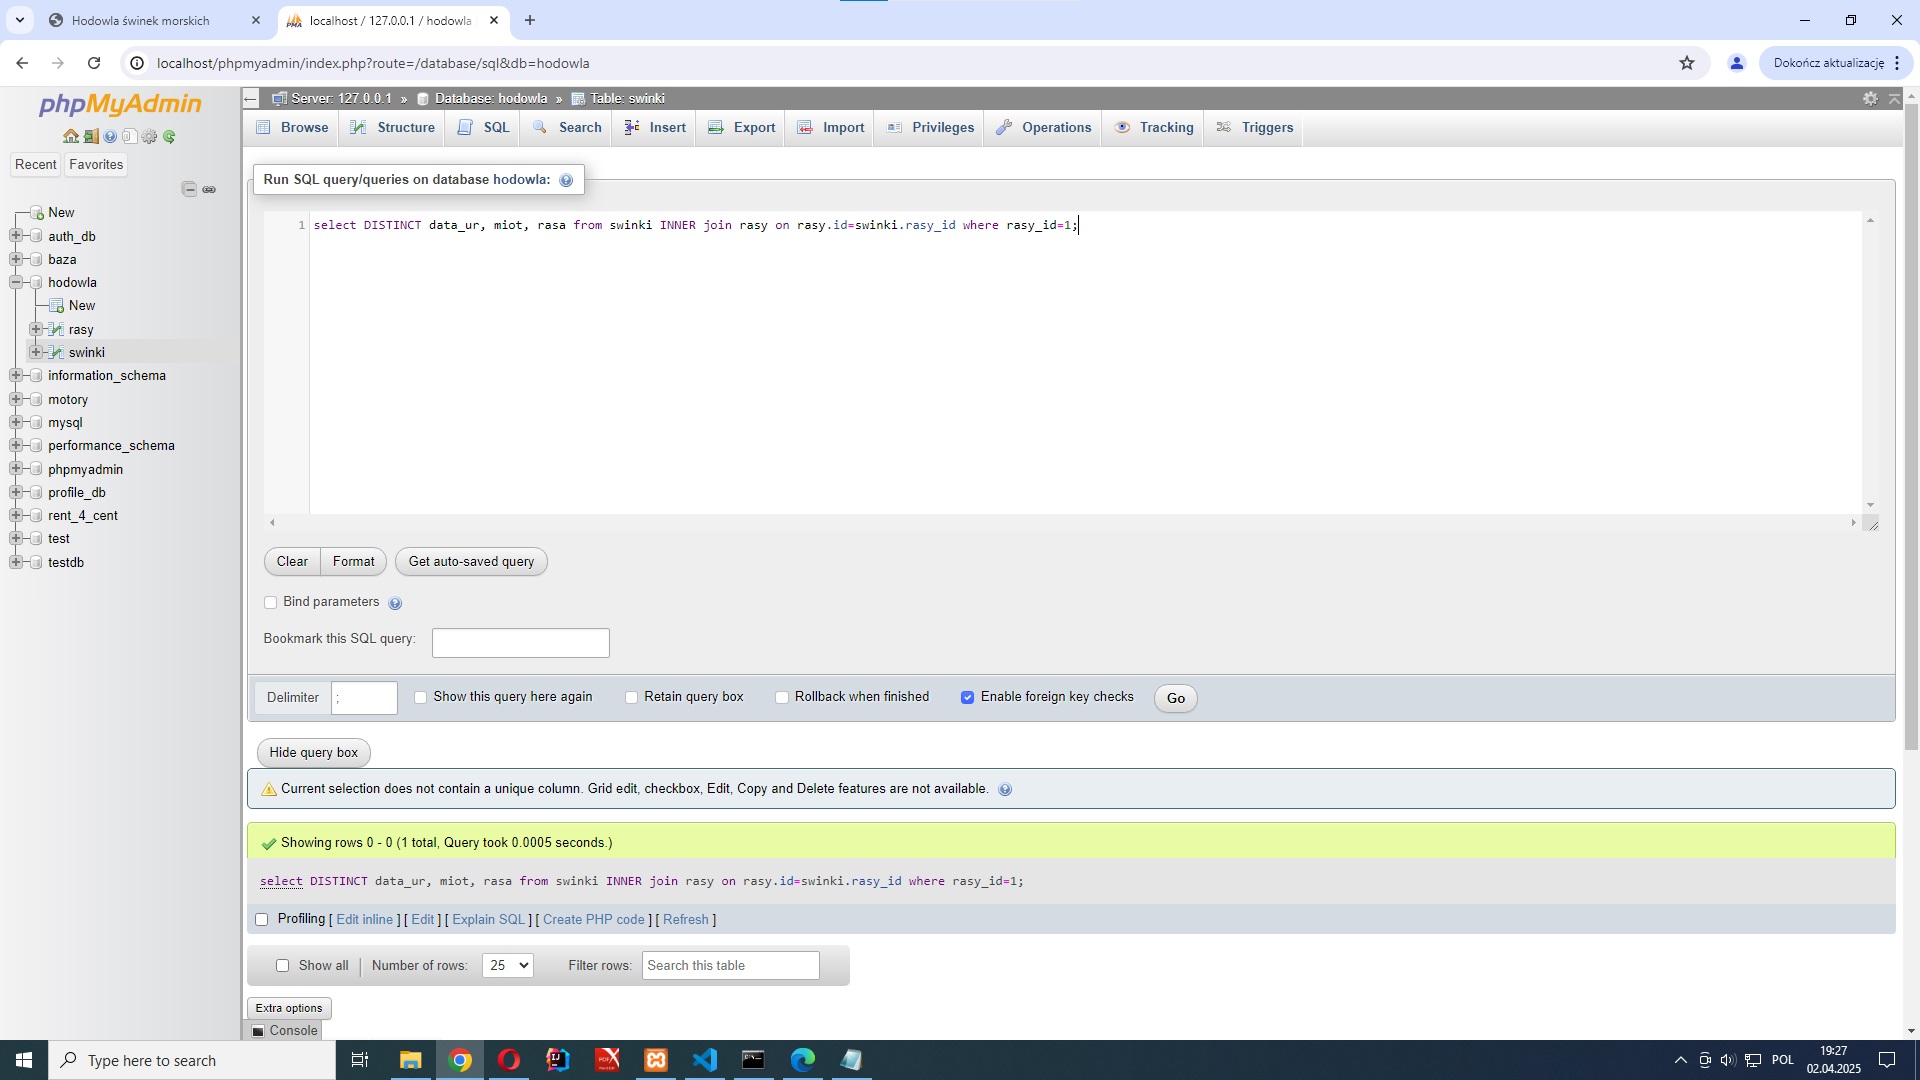 Hodowla świnek morskich
localhost / 127.0.0.1 / hodowla
localhost/phpmyadmin/index.php?route=/database/sql&db=hodowla
Dokończ aktualizację
phpMyAdmin
Recent
Favorites
New
auth_db
baza
hodowla
New
rasy
swinki
information_schema
motory
mysql
performance_schema
phpmyadmin
profile_db
rent_4_cent
test
testdb
Server: 127.0.0.1 » Database: hodowla » Table: swinki
Browse Structure SQL Search Insert Export Import Privileges Operations Tracking Triggers
Run SQL query/queries on database hodowla:
1 select DISTINCT data_ur, miot, rasa from swinki INNER join rasy on rasy.id=swinki.rasy_id where rasy_id=1;
Clear Format Get auto-saved query
Bind parameters
Bookmark this SQL query:
Delimiter ; Show this query here again Retain query box Rollback when finished Enable foreign key checks Go
Hide query box
Current selection does not contain a unique column. Grid edit, checkbox, Edit, Copy and Delete features are not available.
Showing rows 0 - 0 (1 total, Query took 0.0005 seconds.)
select DISTINCT data_ur, miot, rasa from swinki INNER join rasy on rasy.id=swinki.rasy_id where rasy_id=1;
Profiling [ Edit inline ] [ Edit ] [ Explain SQL ] [ Create PHP code ] [ Refresh ]
Show all Number of rows: 25 Filter rows: Search this table
Extra options
Console
Type here to search
POL
19:27
02.04.2025